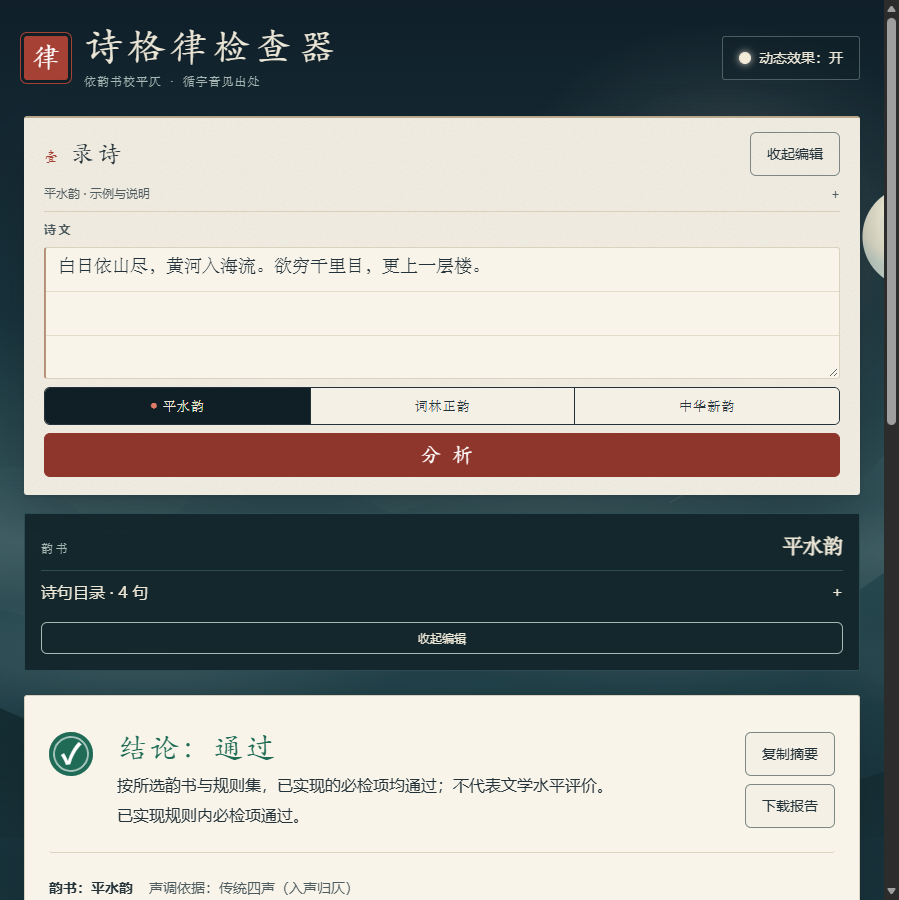 律
诗格律检查器
依韵书校平仄 · 循字音见出处
动态效果：开
壹 录诗
收起编辑
平水韵 · 示例与说明 +
诗文
白日依山尽，黄河入海流。欲穷千里目，更上一层楼。
平水韵 词林正韵 中华新韵
分析
韵书 平水韵
诗句目录 · 4 句 +
收起编辑
结论：通过
复制摘要
按所选韵书与规则集，已实现的必检项均通过；不代表文学水平评价。
下载报告
已实现规则内必检项通过。
韵书：平水韵 声调依据：传统四声（入声归仄）